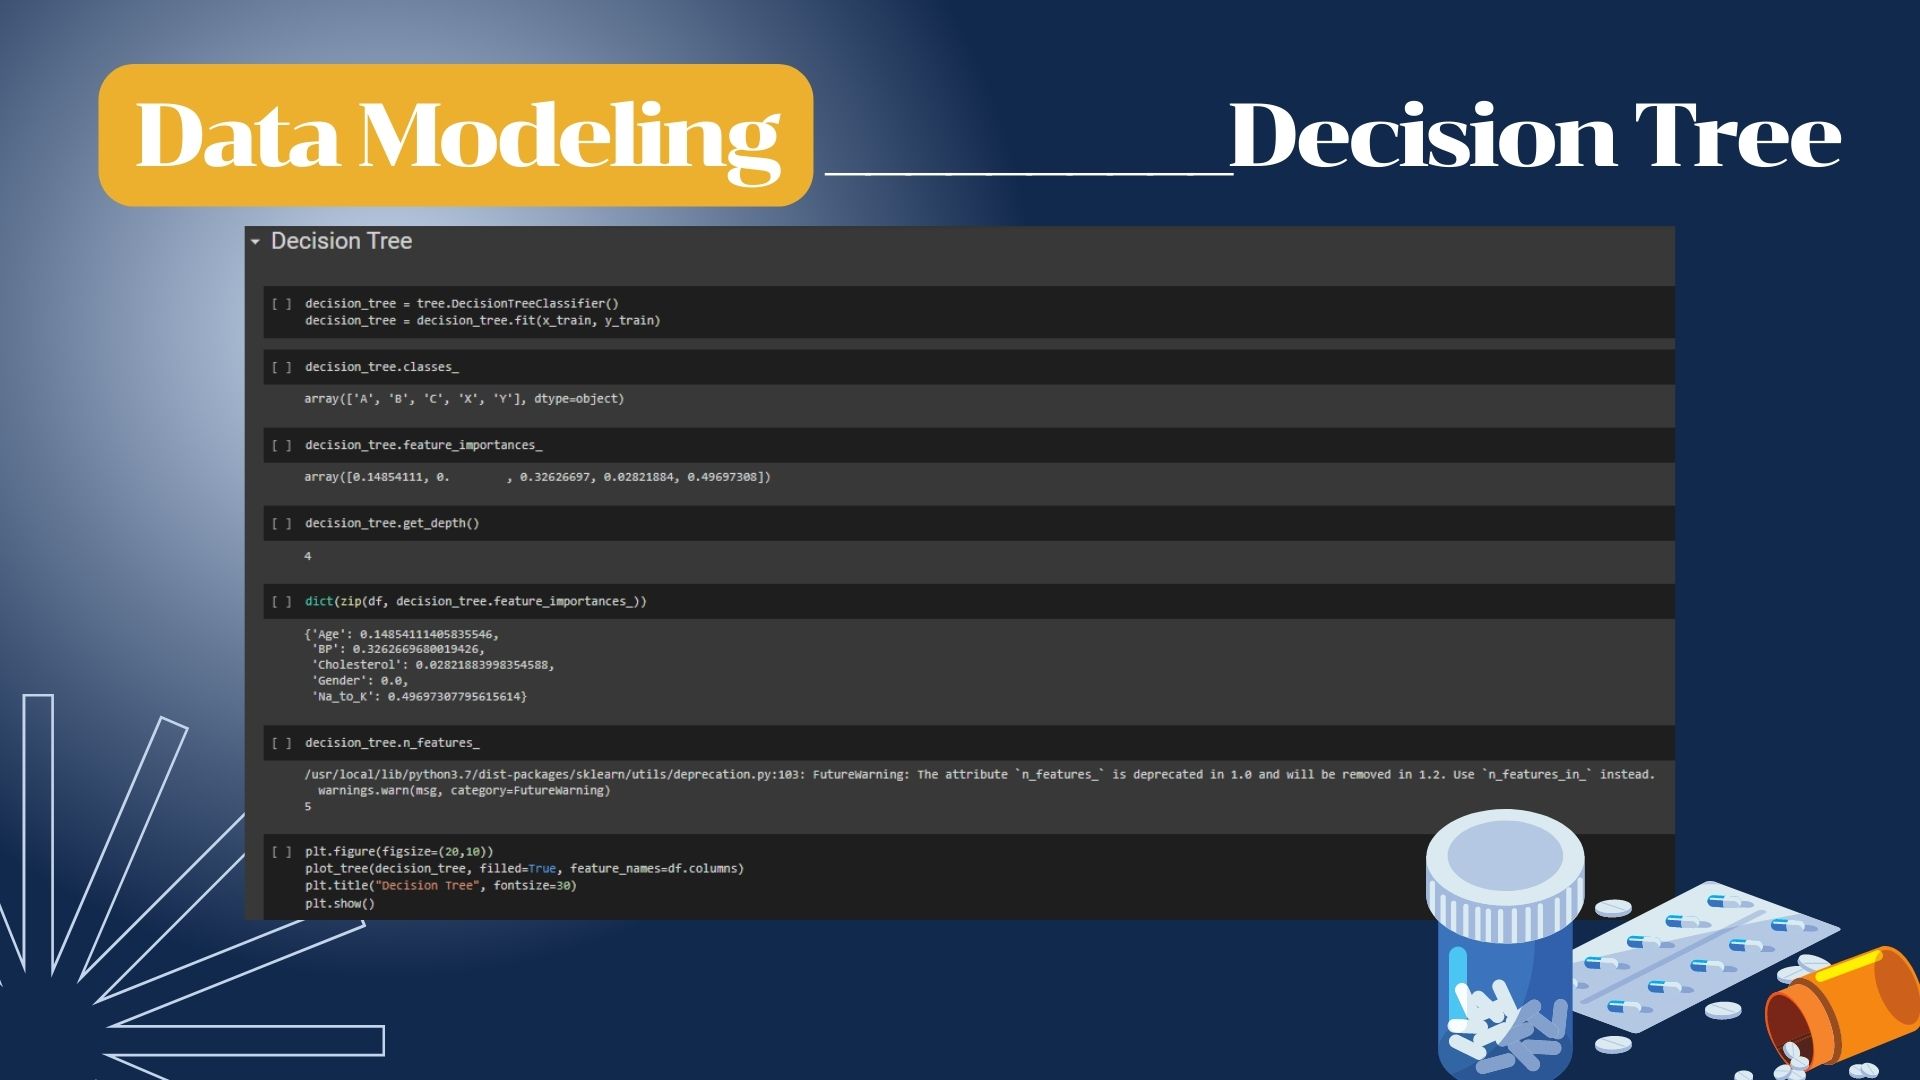 Data Modeling
Decision Tree
Decision Tree
[ ] decision_tree = tree.DecisionTreeClassifier()
decision_tree = decision_tree.fit(x_train, y_train)
[ ] decision_tree.classes_
array(['A', 'B', 'C', 'X', 'Y'], dtype=object)
[ ] decision_tree.feature_importances_
array([0.14854111, 0.        , 0.32626697, 0.02821884, 0.49697308])
[ ] decision_tree.get_depth()
4
[ ] dict(zip(df, decision_tree.feature_importances_))
{'Age': 0.14854111405835546,
'BP': 0.3262669680019426,
'Cholesterol': 0.02821883998354588,
'Gender': 0.0,
'Na_to_K': 0.49697307795615614}
[ ] decision_tree.n_features_
/usr/local/lib/python3.7/dist-packages/sklearn/utils/deprecation.py:103: FutureWarning: The attribute `n_features_` is deprecated in 1.0 and will be removed in 1.2. Use `n_features_in_` instead.
warnings.warn(msg, category=FutureWarning)
5
[ ] plt.figure(figsize=(20,10))
plot_tree(decision_tree, filled=True, feature_names=df.columns)
plt.title("Decision Tree", fontsize=30)
plt.show()